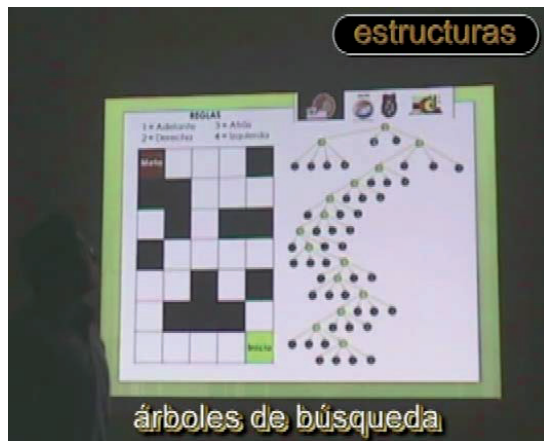 estructuras
REGLAS
1 = Adelante 3 = Atrás
2 = Derecha 4 = Izquierda
Meta
Inicio
árboles de búsqueda